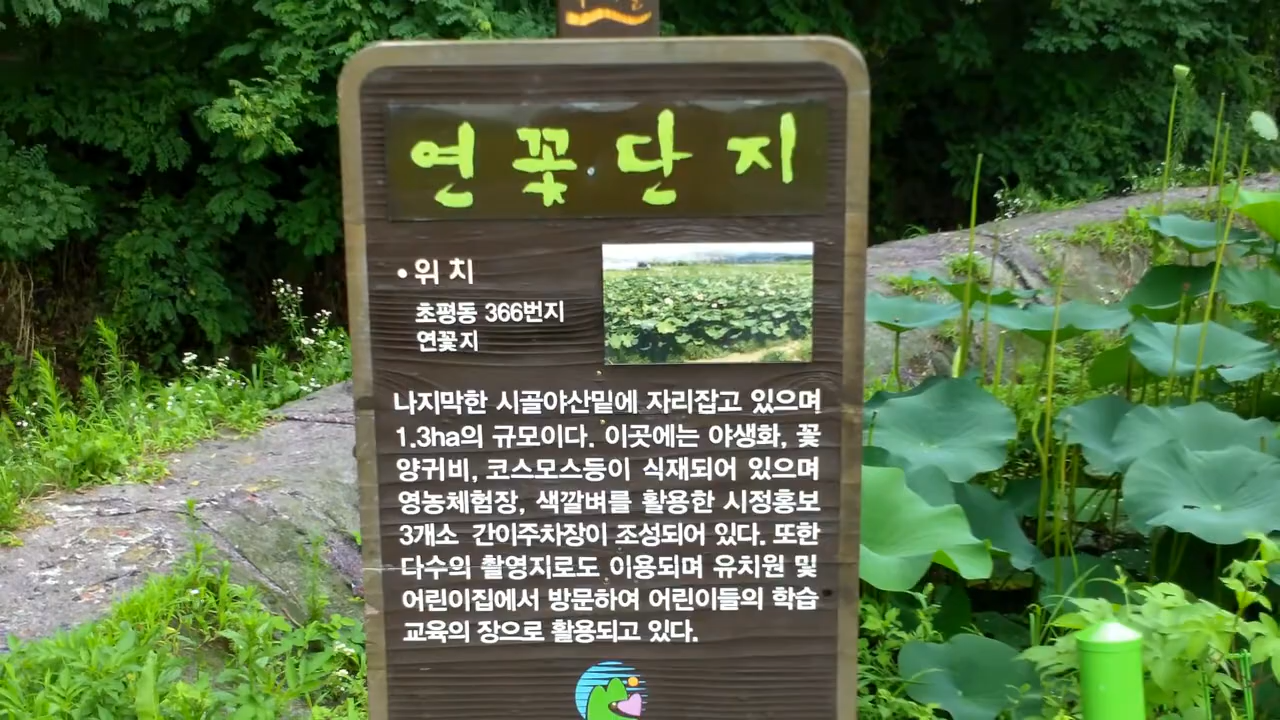 연꽃단지
• 위 치
초평동 366번지
연꽃지
나지막한 시골야산밑에 자리잡고 있으며
1.3ha의 규모이다. 이곳에는 야생화, 꽃
양귀비, 코스모스등이 식재되어 있으며
영농체험장, 색깔벼를 활용한 시정홍보
3개소 간이주차장이 조성되어 있다. 또한
다수의 촬영지로도 이용되며 유치원 및
어린이집에서 방문하여 어린이들의 학습
교육의 장으로 활용되고 있다.